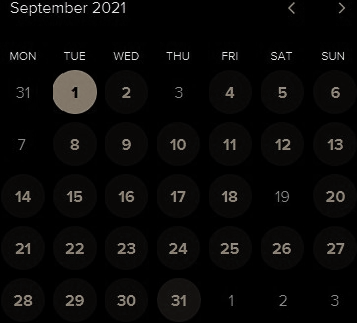 September 2021
MON TUE WED THU FRI SAT SUN
31 1 2 3 4 5 6
7 8 9 10 11 12 13
14 15 16 17 18 19 20
21 22 23 24 25 26 27
28 29 30 31 1 2 3